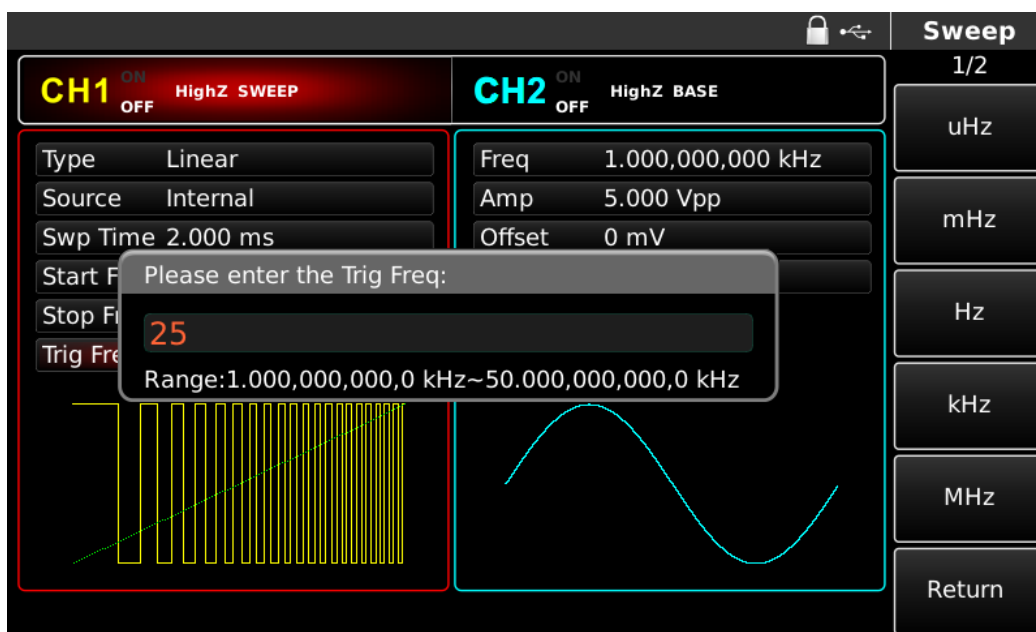 Sweep
1/2
CH1 ON OFF HighZ SWEEP
CH2 ON OFF HighZ BASE
Type Linear
Source Internal
Swp Time 2.000 ms
Start F
Stop Fr
Trig Fre
Freq 1.000,000,000 kHz
Amp 5.000 Vpp
Offset 0 mV
Please enter the Trig Freq:
25
Range:1.000,000,000,0 kHz~50.000,000,000,0 kHz
uHz
mHz
Hz
kHz
MHz
Return